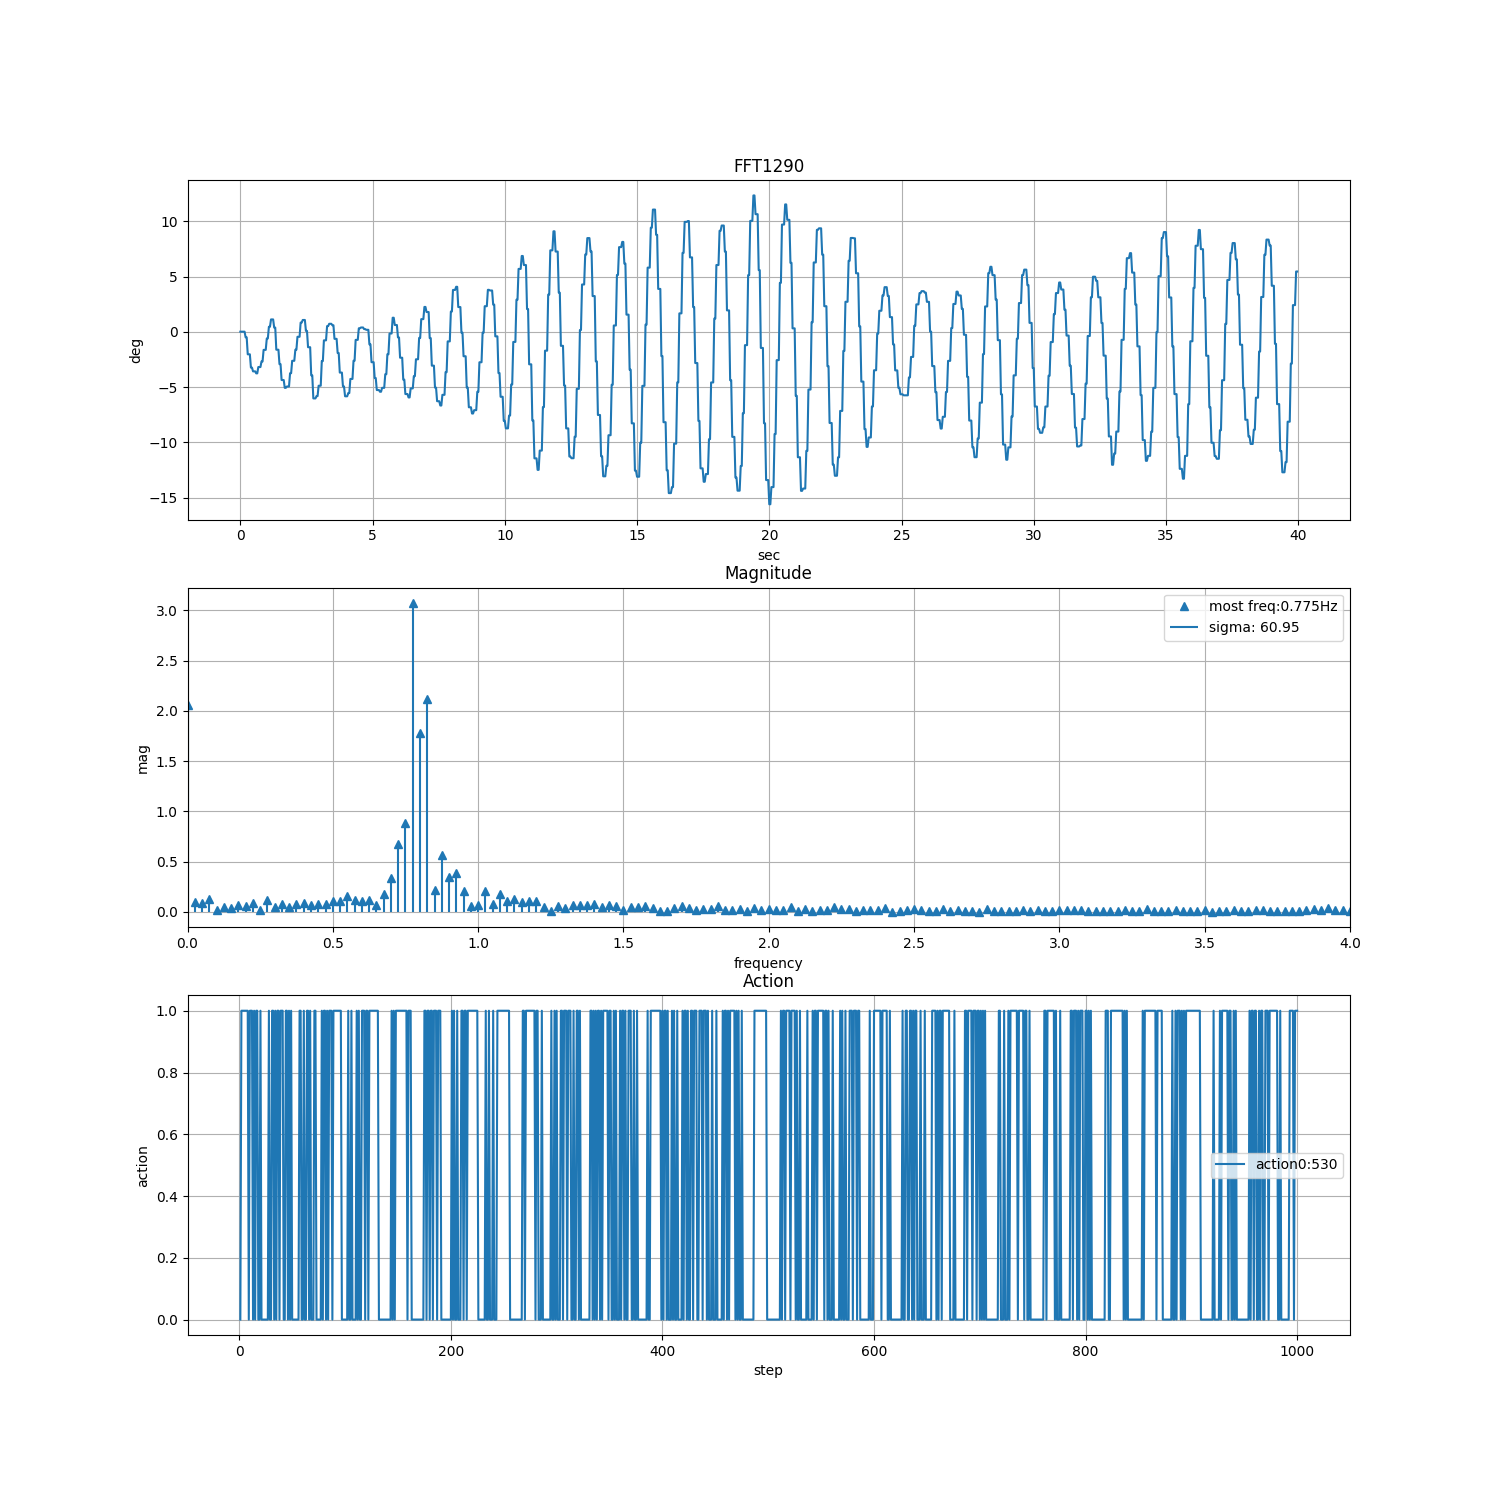 FFT1290
10
5
0
−5
−10
−15
deg
0 5 10 15 20 25 30 35 40
sec
Magnitude
most freq:0.775Hz
sigma: 60.95
3.0
2.5
2.0
1.5
1.0
0.5
0.0
mag
0.0 0.5 1.0 1.5 2.0 2.5 3.0 3.5 4.0
frequency
Action
1.0
0.8
0.6
0.4
0.2
0.0
action
action0:530
0 200 400 600 800 1000
step